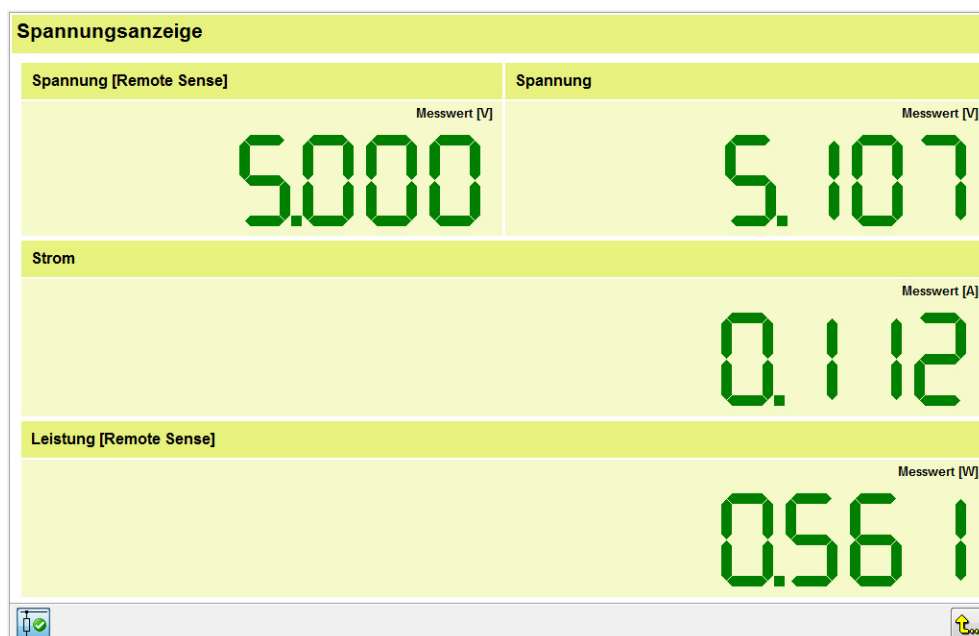 Spannungsanzeige
Spannung [Remote Sense]
Messwert [V]
5.000
Spannung
Messwert [V]
5.107
Strom
Messwert [A]
0.112
Leistung [Remote Sense]
Messwert [W]
0.561